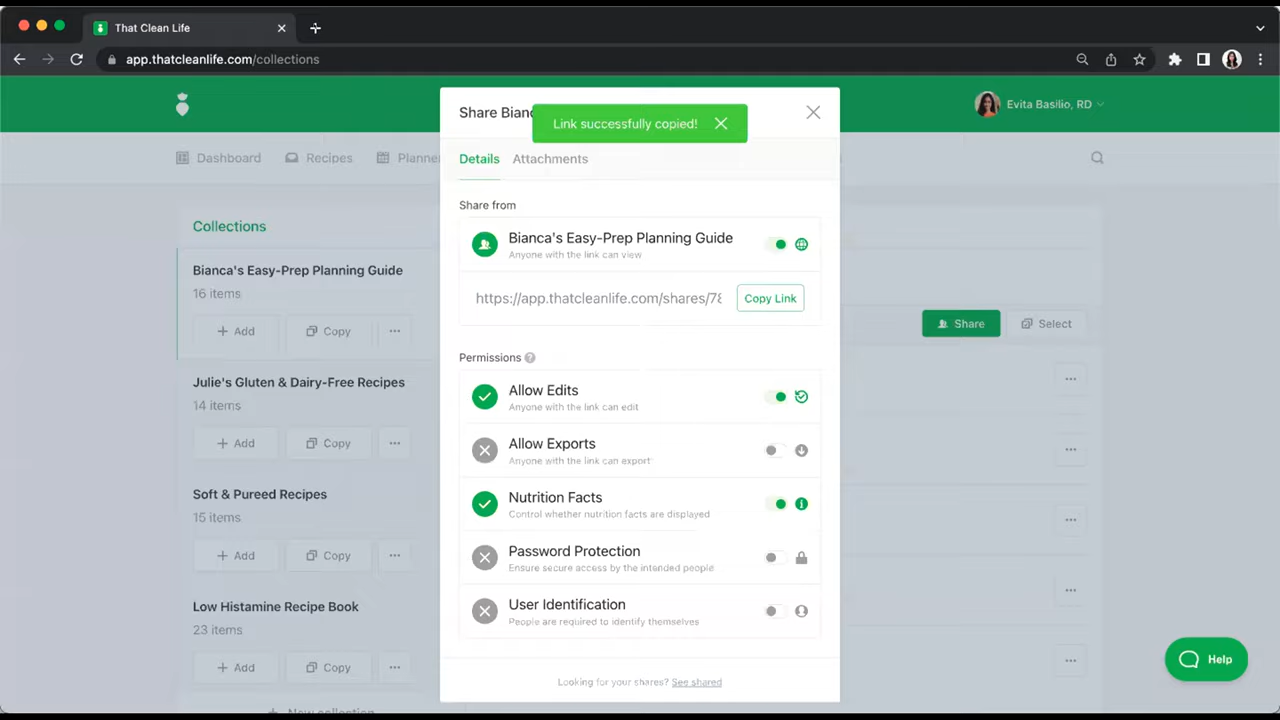 That Clean Life
app.thatcleanlife.com/collections
Share Bianc
Link successfully copied!
Evita Basilio, RD
Dashboard
Recipes
Planner
Details
Attachments
Collections
Share from
Bianca's Easy-Prep Planning Guide
Anyone with the link can view
https://app.thatcleanlife.com/shares/78
Copy Link
Bianca's Easy-Prep Planning Guide
16 items
Add
Copy
Share
Select
Permissions
Allow Edits
Anyone with the link can edit
Julie's Gluten & Dairy-Free Recipes
14 items
Add
Copy
Allow Exports
Anyone with the link can export
Soft & Pureed Recipes
15 items
Add
Copy
Nutrition Facts
Control whether nutrition facts are displayed
Password Protection
Ensure secure access by the intended people
Low Histamine Recipe Book
23 items
Add
Copy
User Identification
People are required to identify themselves
Looking for your shares? See shared
Help
New collection